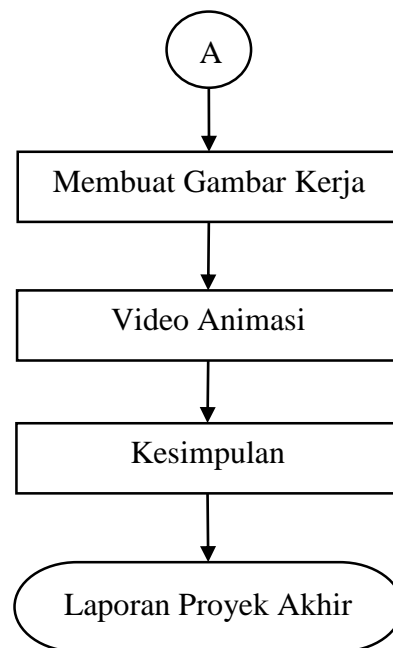 A
Membuat Gambar Kerja
Video Animasi
Kesimpulan
Laporan Proyek Akhir